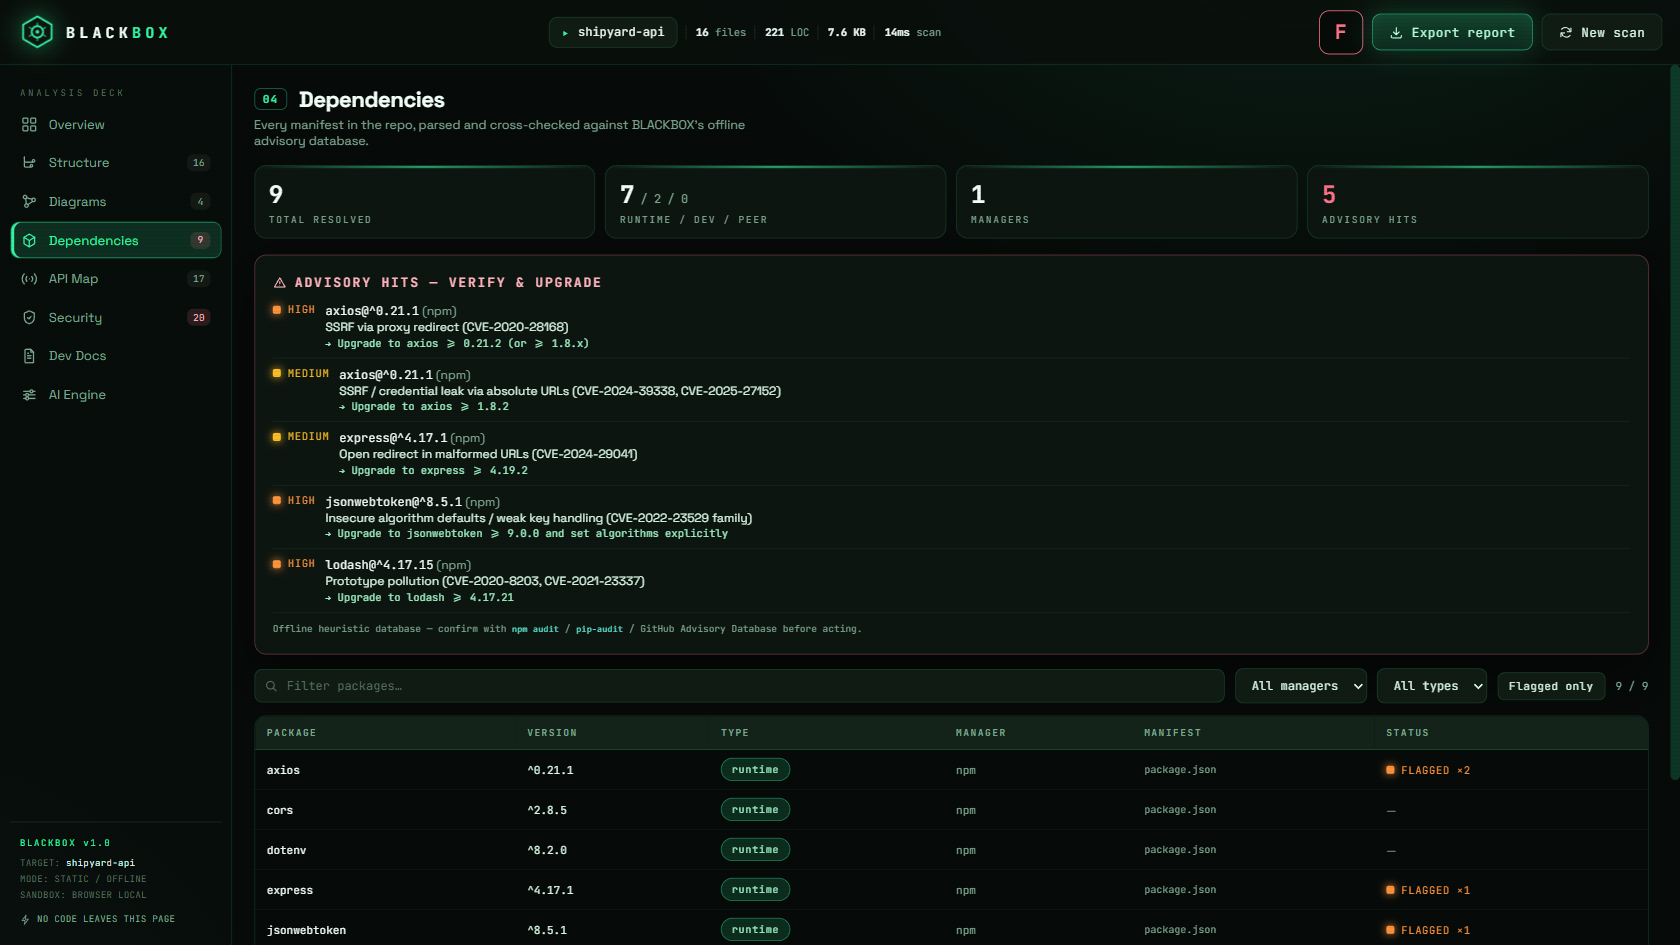 BLACKBOX
▸ shipyard-api
16 files
221 LOC
7.6 KB
14ms scan
F
Export report
New scan
ANALYSIS DECK
Overview
Structure 16
Diagrams 4
Dependencies 9
API Map 17
Security 20
Dev Docs
AI Engine
BLACKBOX v1.0
TARGET: shipyard-api
MODE: STATIC / OFFLINE
SANDBOX: BROWSER LOCAL
NO CODE LEAVES THIS PAGE
04 Dependencies
Every manifest in the repo, parsed and cross-checked against BLACKBOX's offline
advisory database.
9
TOTAL RESOLVED
7 / 2 / 0
RUNTIME / DEV / PEER
1
MANAGERS
5
ADVISORY HITS
ADVISORY HITS — VERIFY & UPGRADE
HIGH axios@^0.21.1 (npm)
SSRF via proxy redirect (CVE-2020-28168)
→ Upgrade to axios ≥ 0.21.2 (or ≥ 1.8.x)
MEDIUM axios@^0.21.1 (npm)
SSRF / credential leak via absolute URLs (CVE-2024-39338, CVE-2025-27152)
→ Upgrade to axios ≥ 1.8.2
MEDIUM express@^4.17.1 (npm)
Open redirect in malformed URLs (CVE-2024-29041)
→ Upgrade to express ≥ 4.19.2
HIGH jsonwebtoken@^8.5.1 (npm)
Insecure algorithm defaults / weak key handling (CVE-2022-23529 family)
→ Upgrade to jsonwebtoken ≥ 9.0.0 and set algorithms explicitly
HIGH lodash@^4.17.15 (npm)
Prototype pollution (CVE-2020-8203, CVE-2021-23337)
→ Upgrade to lodash ≥ 4.17.21
Offline heuristic database — confirm with npm audit / pip-audit / GitHub Advisory Database before acting.
Filter packages…
All managers
All types
Flagged only
9 / 9
PACKAGE VERSION TYPE MANAGER MANIFEST STATUS
axios ^0.21.1 runtime npm package.json FLAGGED ×2
cors ^2.8.5 runtime npm package.json —
dotenv ^8.2.0 runtime npm package.json —
express ^4.17.1 runtime npm package.json FLAGGED ×1
jsonwebtoken ^8.5.1 runtime npm package.json FLAGGED ×1